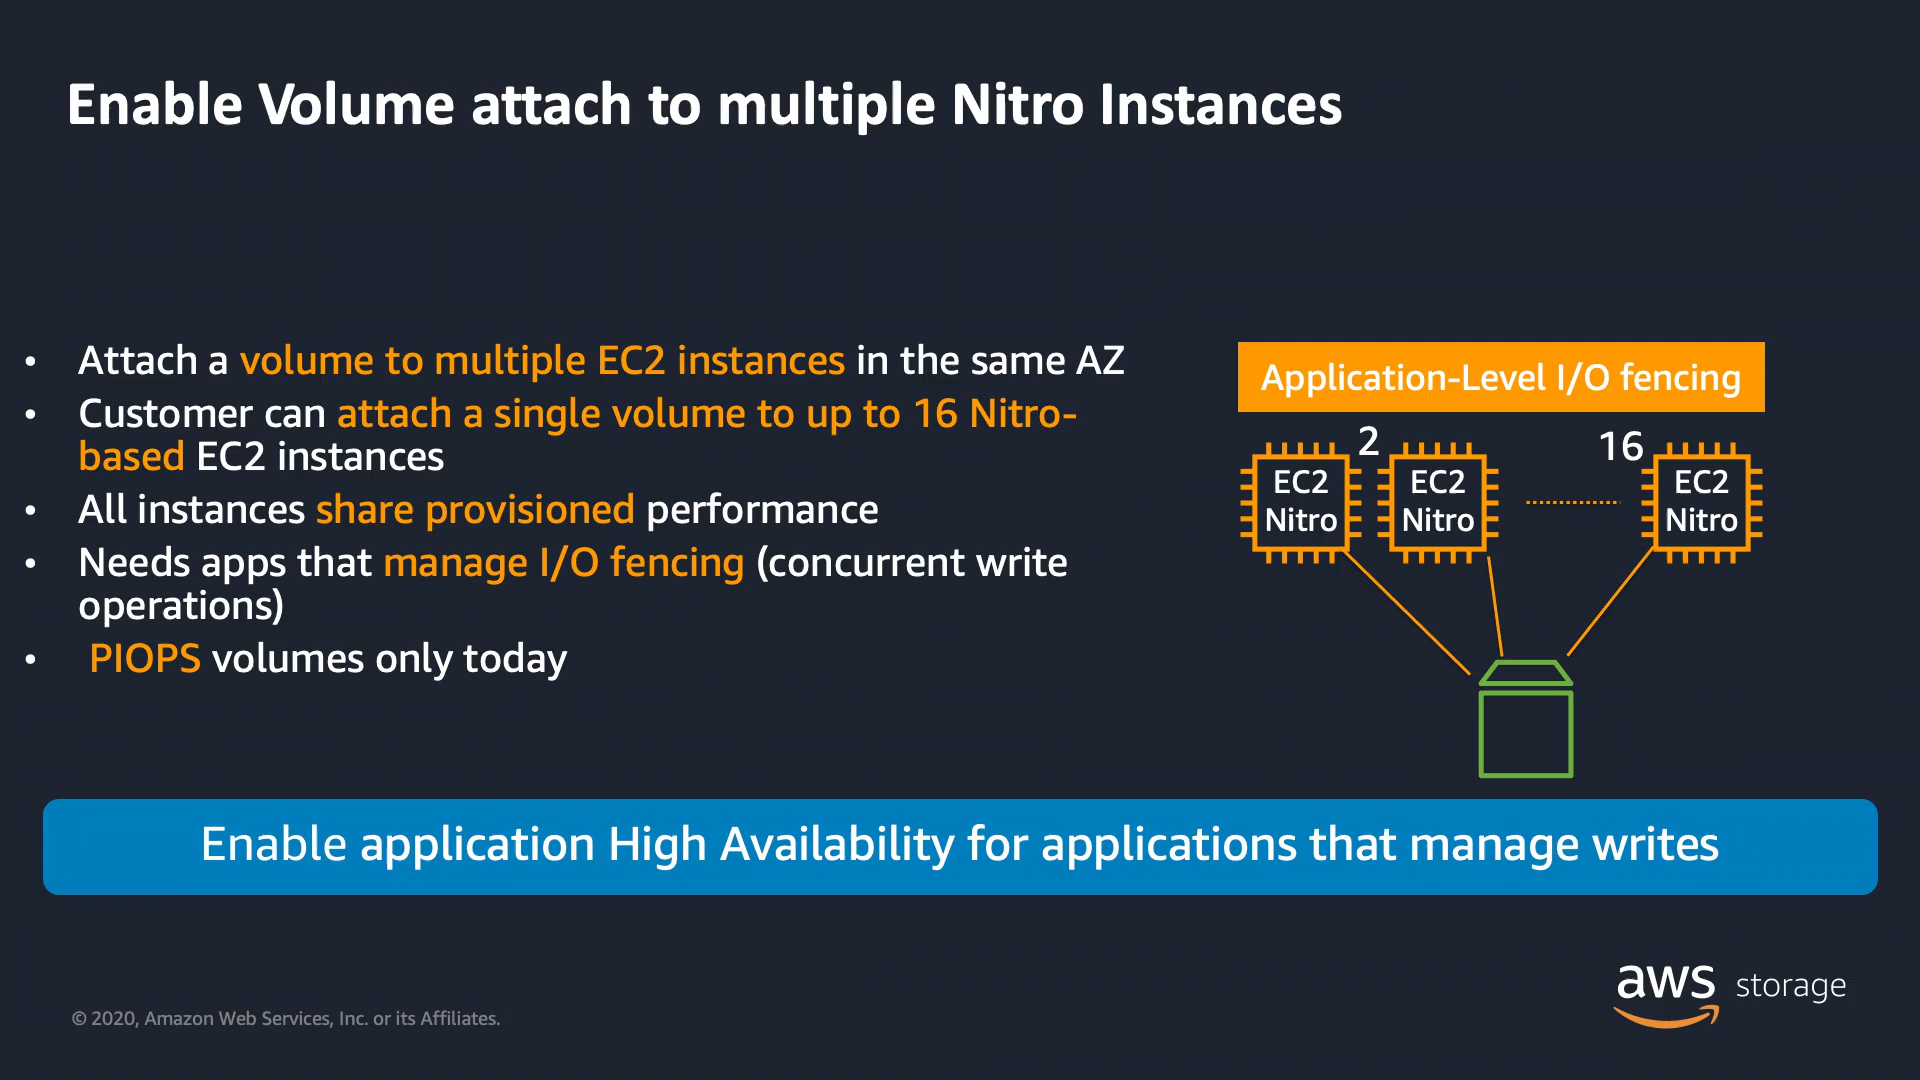 Enable Volume attach to multiple Nitro Instances
• Attach a volume to multiple EC2 instances in the same AZ
• Customer can attach a single volume to up to 16 Nitro-
based EC2 instances
• All instances share provisioned performance
• Needs apps that manage I/O fencing (concurrent write
operations)
• PIOPS volumes only today
Application-Level I/O fencing
2
16
EC2
Nitro
EC2
Nitro
EC2
Nitro
Enable application High Availability for applications that manage writes
© 2020, Amazon Web Services, Inc. or its Affiliates.
aws storage